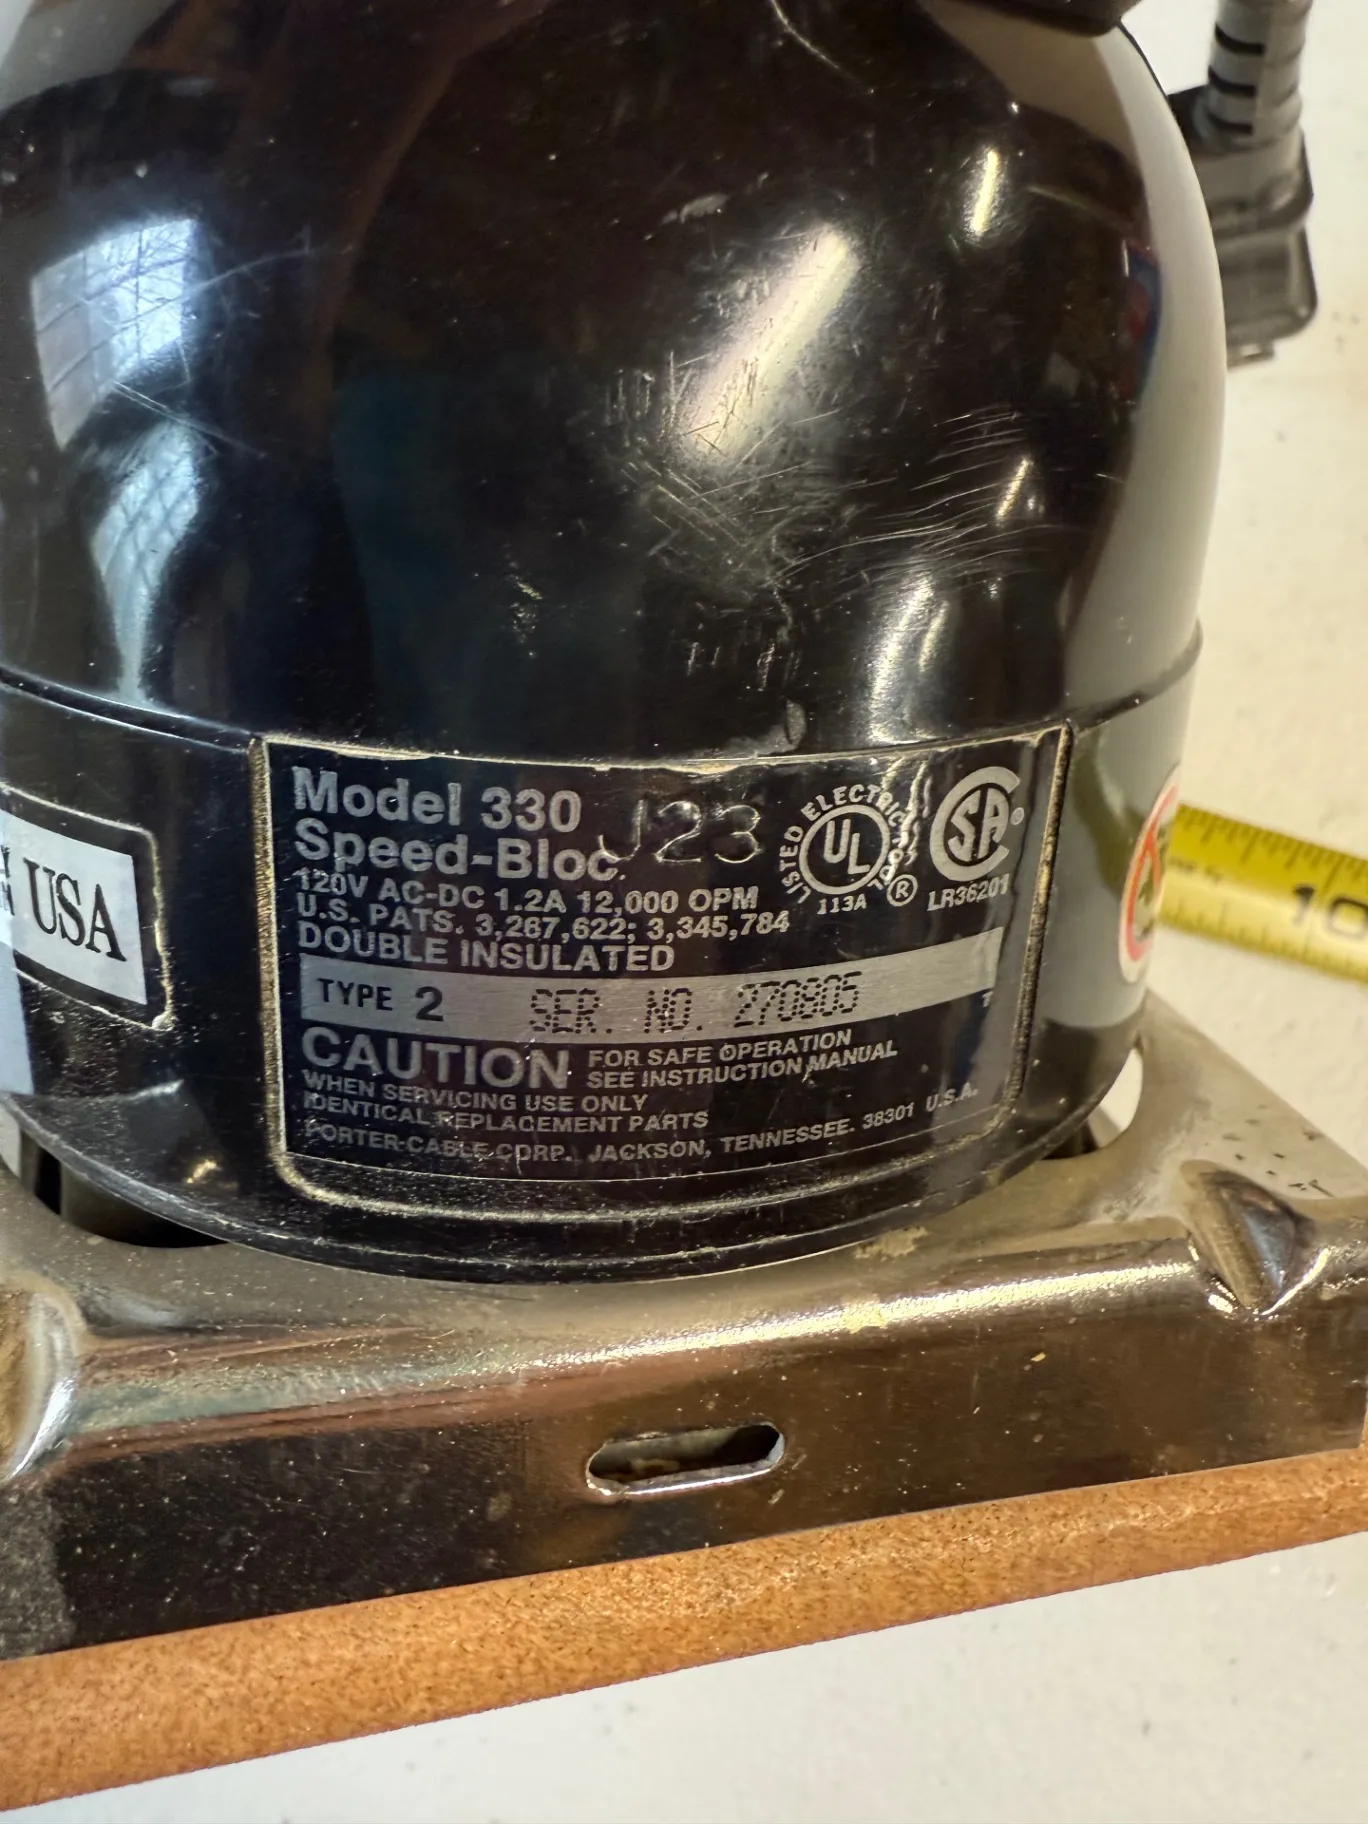 Model 330
Speed-Bloc
J23
120V AC-DC 1.2A 12,000 OPM
U.S. PATS. 3,267,622; 3,345,784
DOUBLE INSULATED
LISTED ELECTRIC TOOL
UL
®
113A
SA®
LR36201
TYPE 2 SER. NO. 270805
CAUTION FOR SAFE OPERATION
SEE INSTRUCTION MANUAL
WHEN SERVICING USE ONLY
IDENTICAL REPLACEMENT PARTS
PORTER-CABLE CORP., JACKSON, TENNESSEE. 38301 U.S.A.
USA
10